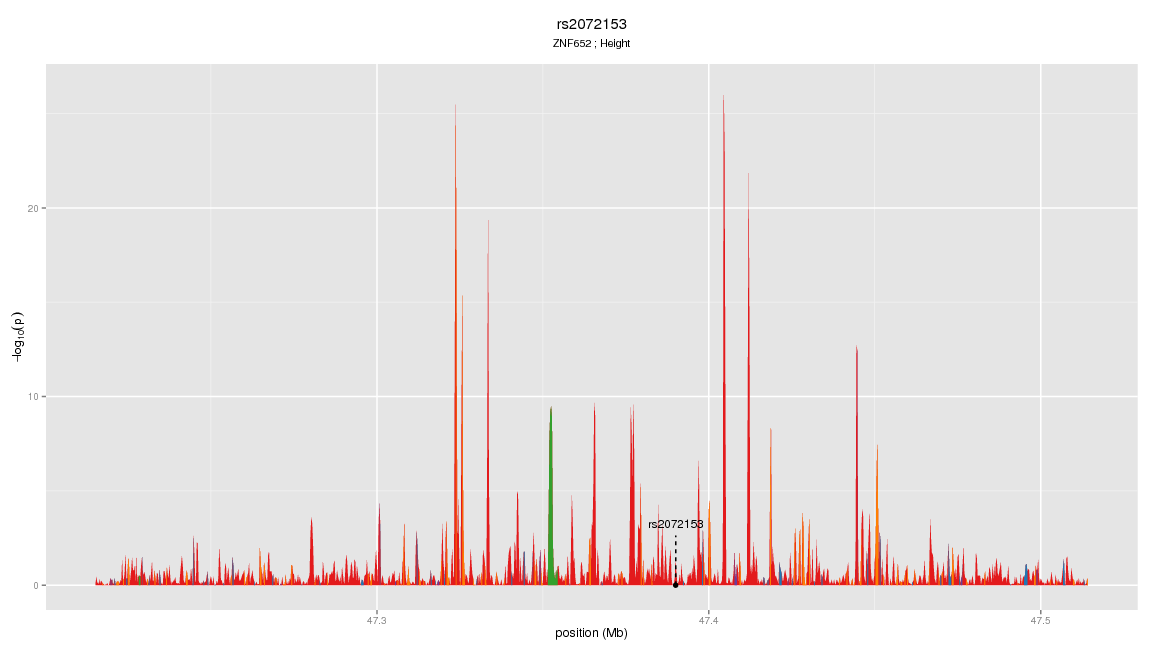 rs2072153
ZNF652 ; Height
−log10(p)
20
10
0
rs2072153
47.3
47.4
47.5
position (Mb)